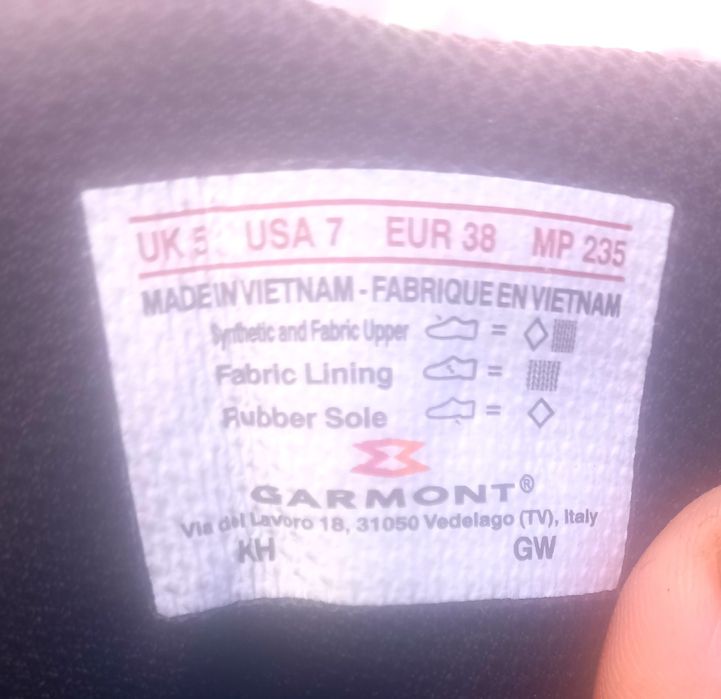 UK 5 USA 7 EUR 38 MP 235
MADE IN VIETNAM - FABRIQUE EN VIETNAM
Synthetic and Fabric Upper =
Fabric Lining =
Rubber Sole =
GARMONT®
Via del Lavoro 18, 31050 Vedelago (TV), Italy
KH GW